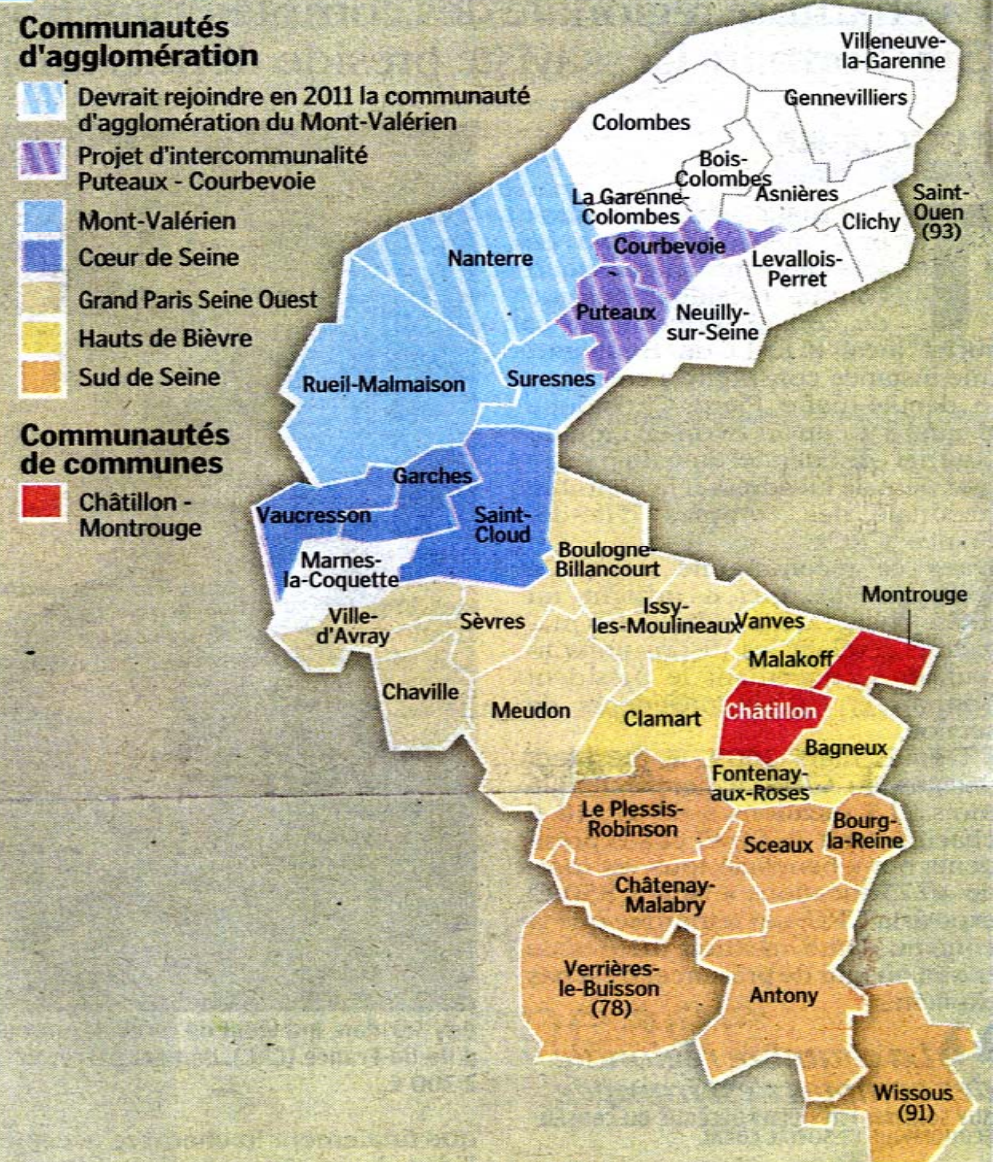 Communautés
d'agglomération
Devrait rejoindre en 2011 la communauté
d'agglomération du Mont-Valérien
Projet d'intercommunalité
Puteaux - Courbevoie
Mont-Valérien
Cœur de Seine
Grand Paris Seine Ouest
Hauts de Bièvre
Sud de Seine
Communautés
de communes
Châtillon -
Montrouge
Villeneuve-
la-Garenne
Gennevilliers
Colombes
Bois-
Colombes
La Garenne-
Colombes
Asnières
Saint-
Ouen
(93)
Clichy
Courbevoie
Levallois-
Perret
Nanterre
Puteaux
Neuilly-
sur-Seine
Rueil-Malmaison
Suresnes
Garches
Vaucresson
Saint-
Cloud
Marnes-
la-Coquette
Boulogne-
Billancourt
Ville-
d'Avray
Sèvres
Issy-
les-Moulineaux
Vanves
Montrouge
Malakoff
Chaville
Meudon
Clamart
Châtillon
Bagneux
Fontenay-
aux-Roses
Le Plessis-
Robinson
Sceaux
Bourg-
la-Reine
Châtenay-
Malabry
Verrières-
le-Buisson
(78)
Antony
Wissous
(91)